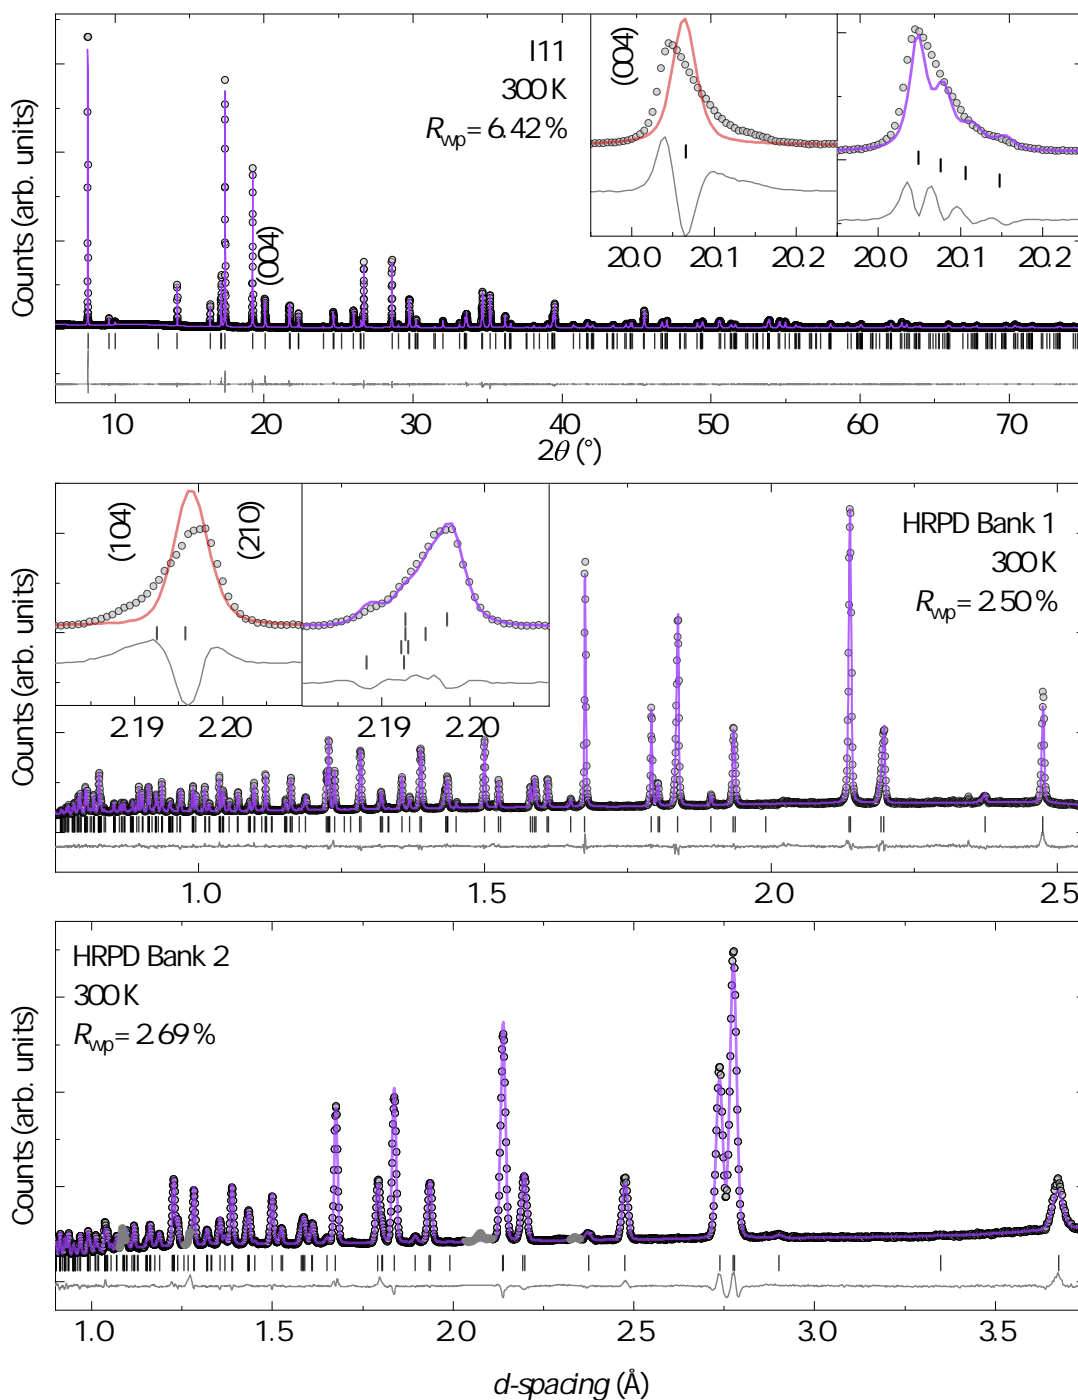 Counts (arb. units)
I11
300 K
Rwp = 6.42 %
(004)
(004)
20.0 20.1 20.2
20.0 20.1 20.2
10 20 30 40 50 60 70
2θ (°)
Counts (arb. units)
(104)
(210)
HRPD Bank 1
300 K
Rwp = 2.50 %
2.19 2.20
2.19 2.20
1.0 1.5 2.0 2.5
Counts (arb. units)
HRPD Bank 2
300 K
Rwp = 2.69 %
1.0 1.5 2.0 2.5 3.0 3.5
d-spacing (Å)